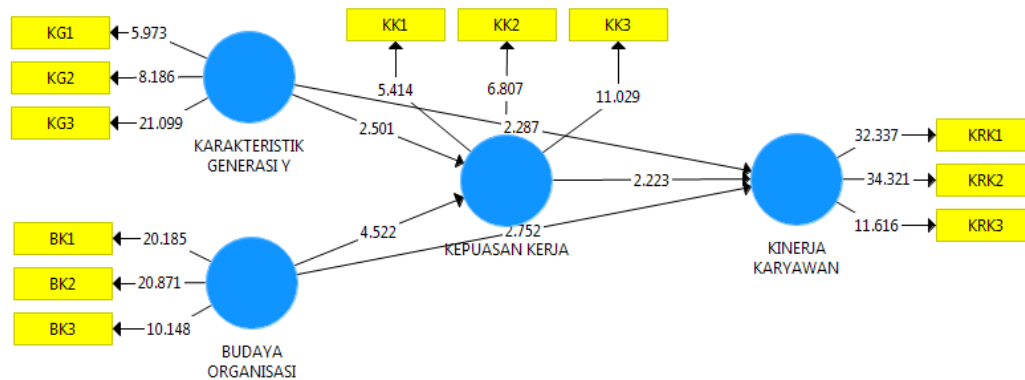 KG1
5.973
KG2
8.186
KG3
21.099
KARAKTERISTIK
GENERASI Y
KK1
KK2
KK3
5.414
6.807
11.029
2.501
2.287
BK1
20.185
BK2
20.871
BK3
10.148
BUDAYA
ORGANISASI
4.522
2.752
KEPUASAN KERJA
2.223
KINERJA
KARYAWAN
32.337
KRK1
34.321
KRK2
11.616
KRK3